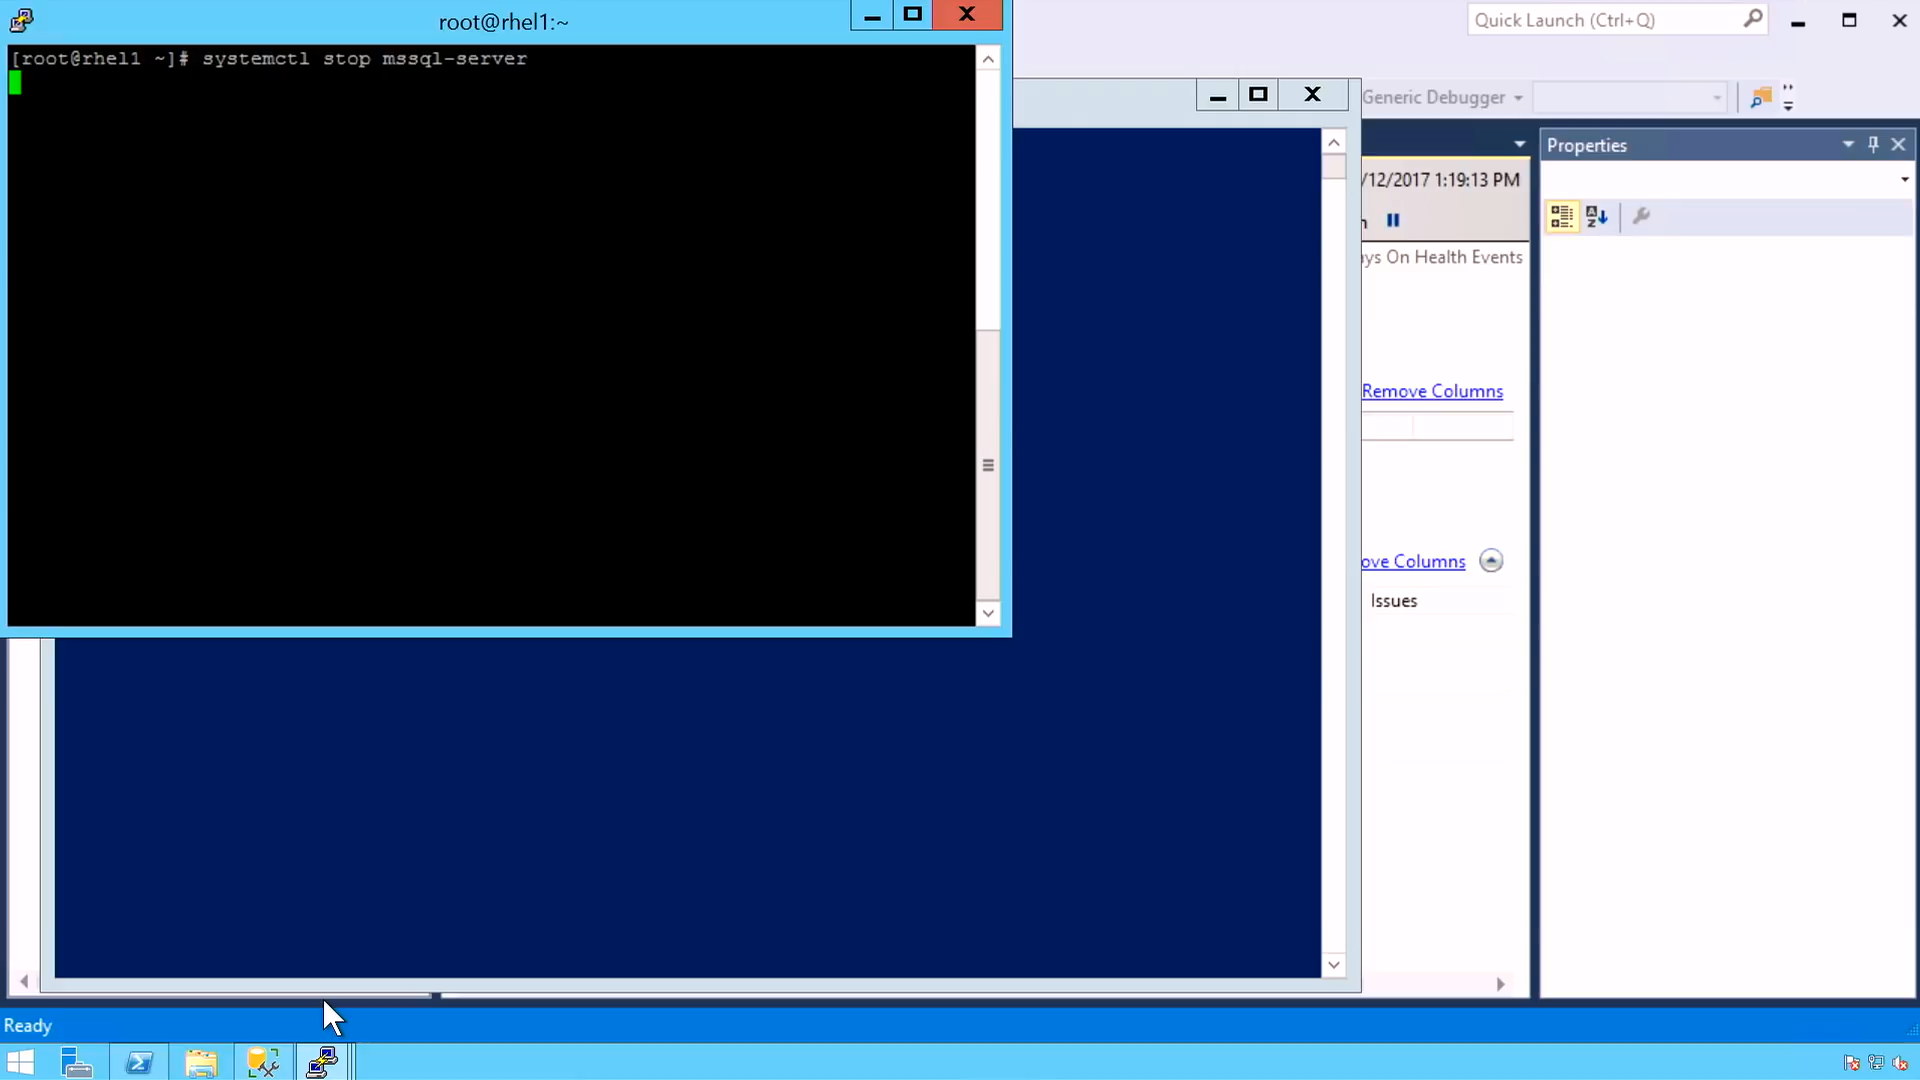 root@rhel1:~
Quick Launch (Ctrl+Q)
[root@rhel1 ~]# systemctl stop mssql-server
Generic Debugger
Properties
/12/2017 1:19:13 PM
ays On Health Events
Remove Columns
ove Columns
Issues
Ready